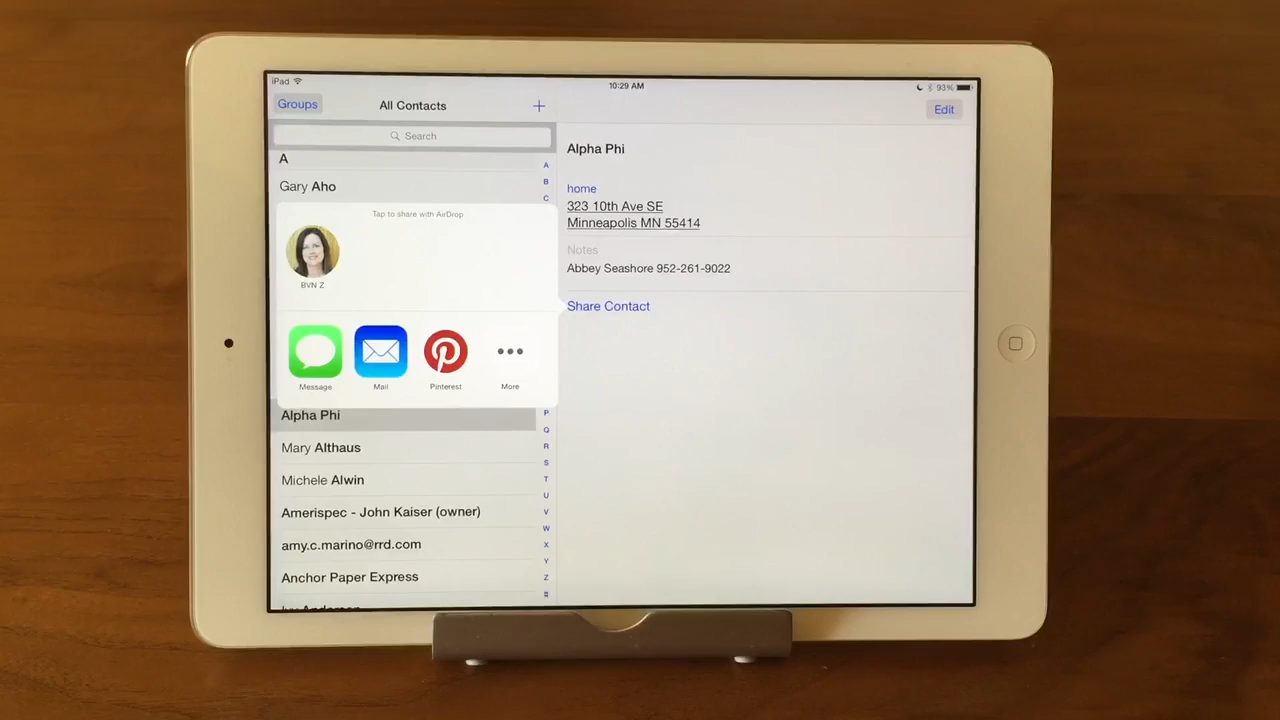 iPad
10:29 AM
93%
Groups
All Contacts
+
Edit
Search
A
Gary Aho
Tap to share with AirDrop
BVN Z
Message
Mail
Pinterest
More
Alpha Phi
Mary Althaus
Michele Alwin
Amerispec - John Kaiser (owner)
amy.c.marino@rrd.com
Anchor Paper Express
A
B
C
P
Q
R
S
T
U
V
W
X
Y
Z
#
Alpha Phi
home
323 10th Ave SE
Minneapolis MN 55414
Notes
Abbey Seashore 952-261-9022
Share Contact